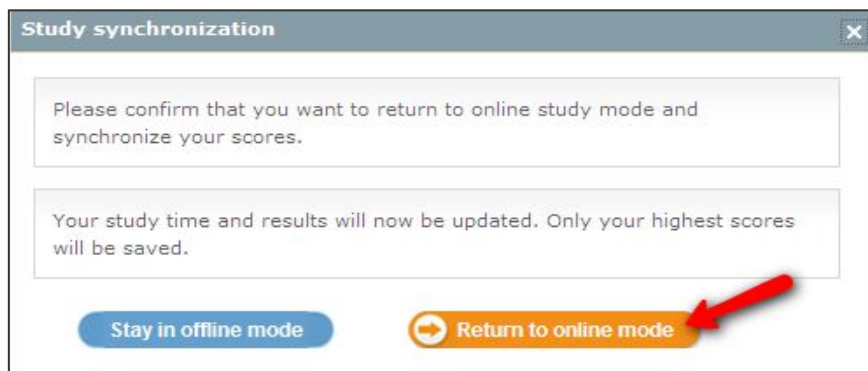 Study synchronization
Please confirm that you want to return to online study mode and
synchronize your scores.
Your study time and results will now be updated. Only your highest scores
will be saved.
Stay in offline mode
Return to online mode